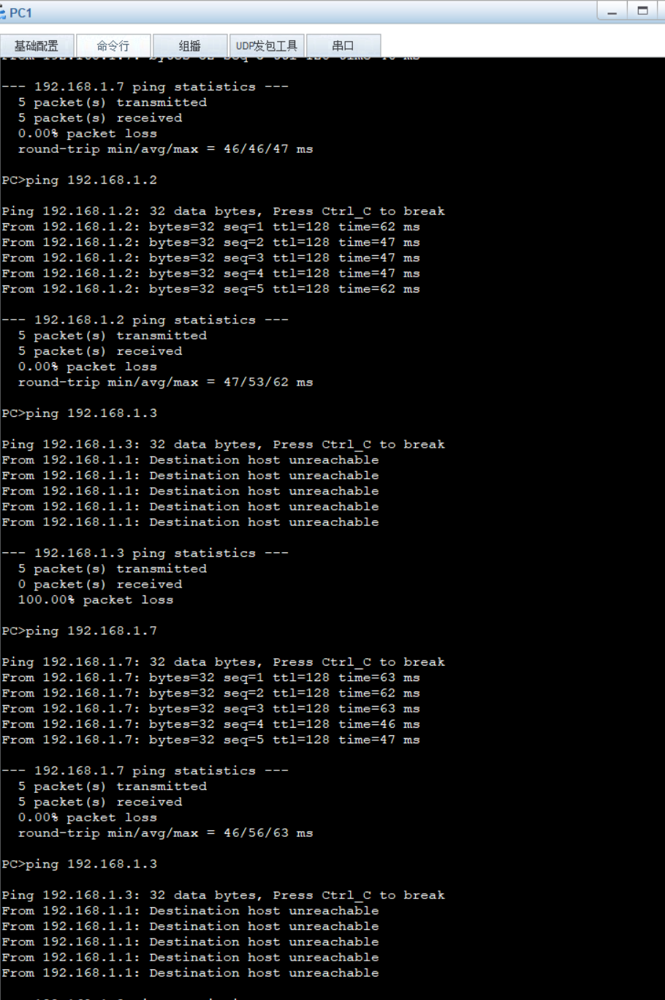 PC1
基础配置 命令行 组播 UDP发包工具 串口
--- 192.168.1.7 ping statistics ---
5 packet(s) transmitted
5 packet(s) received
0.00% packet loss
round-trip min/avg/max = 46/46/47 ms
PC>ping 192.168.1.2
Ping 192.168.1.2: 32 data bytes, Press Ctrl_C to break
From 192.168.1.2: bytes=32 seq=1 ttl=128 time=62 ms
From 192.168.1.2: bytes=32 seq=2 ttl=128 time=47 ms
From 192.168.1.2: bytes=32 seq=3 ttl=128 time=47 ms
From 192.168.1.2: bytes=32 seq=4 ttl=128 time=47 ms
From 192.168.1.2: bytes=32 seq=5 ttl=128 time=62 ms
--- 192.168.1.2 ping statistics ---
5 packet(s) transmitted
5 packet(s) received
0.00% packet loss
round-trip min/avg/max = 47/53/62 ms
PC>ping 192.168.1.3
Ping 192.168.1.3: 32 data bytes, Press Ctrl_C to break
From 192.168.1.1: Destination host unreachable
From 192.168.1.1: Destination host unreachable
From 192.168.1.1: Destination host unreachable
From 192.168.1.1: Destination host unreachable
From 192.168.1.1: Destination host unreachable
--- 192.168.1.3 ping statistics ---
5 packet(s) transmitted
0 packet(s) received
100.00% packet loss
PC>ping 192.168.1.7
Ping 192.168.1.7: 32 data bytes, Press Ctrl_C to break
From 192.168.1.7: bytes=32 seq=1 ttl=128 time=63 ms
From 192.168.1.7: bytes=32 seq=2 ttl=128 time=62 ms
From 192.168.1.7: bytes=32 seq=3 ttl=128 time=63 ms
From 192.168.1.7: bytes=32 seq=4 ttl=128 time=46 ms
From 192.168.1.7: bytes=32 seq=5 ttl=128 time=47 ms
--- 192.168.1.7 ping statistics ---
5 packet(s) transmitted
5 packet(s) received
0.00% packet loss
round-trip min/avg/max = 46/56/63 ms
PC>ping 192.168.1.3
Ping 192.168.1.3: 32 data bytes, Press Ctrl_C to break
From 192.168.1.1: Destination host unreachable
From 192.168.1.1: Destination host unreachable
From 192.168.1.1: Destination host unreachable
From 192.168.1.1: Destination host unreachable
From 192.168.1.1: Destination host unreachable